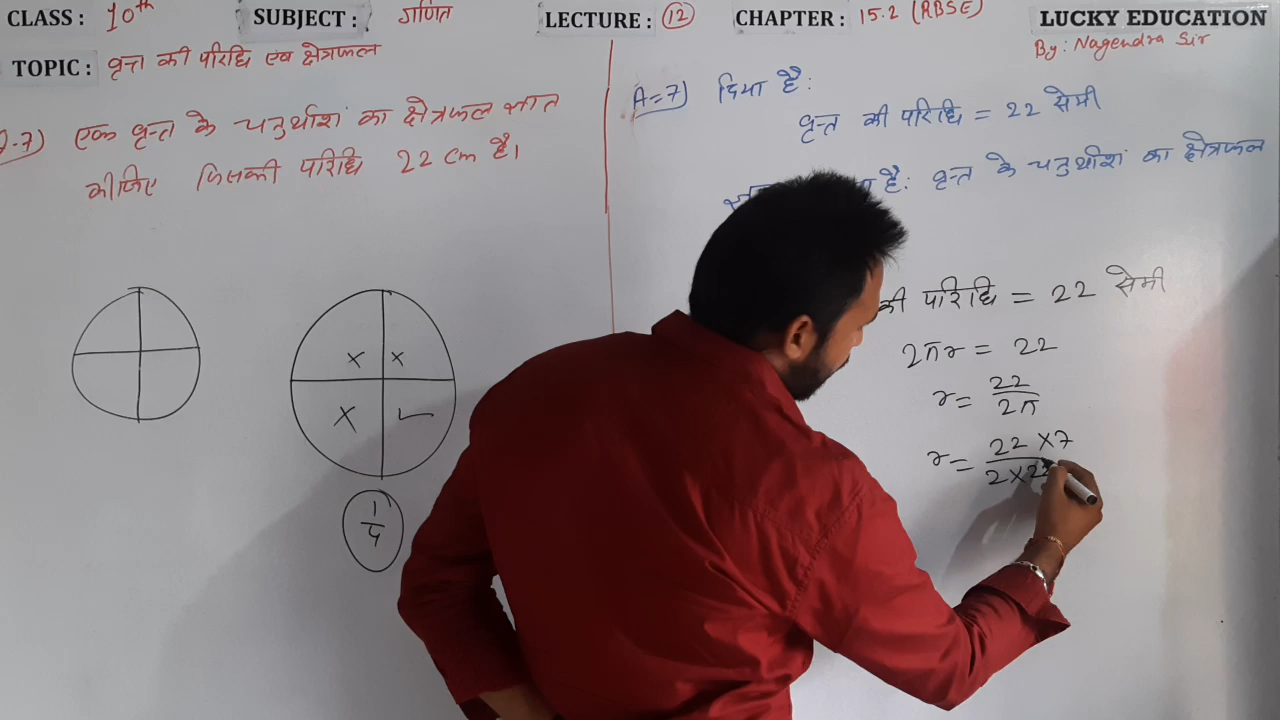 CLASS : 10th SUBJECT : गणित LECTURE : 12 CHAPTER : 15.2 (RBSE) LUCKY EDUCATION
By : Nagendra Sir
TOPIC : वृत्त की परिधि एवं क्षेत्रफल
Q.7) एक वृत्त के चतुर्थांश का क्षेत्रफल ज्ञात
कीजिए जिसकी परिधि 22 cm है।
1/4
A=7) दिया है:
वृत्त की परिधि = 22 सेमी
है: वृत्त के चतुर्थांश का क्षेत्रफल
की परिधि = 22 सेमी
2πr = 22
r = 22/2π
r = 22 × 7 / 2 × 22